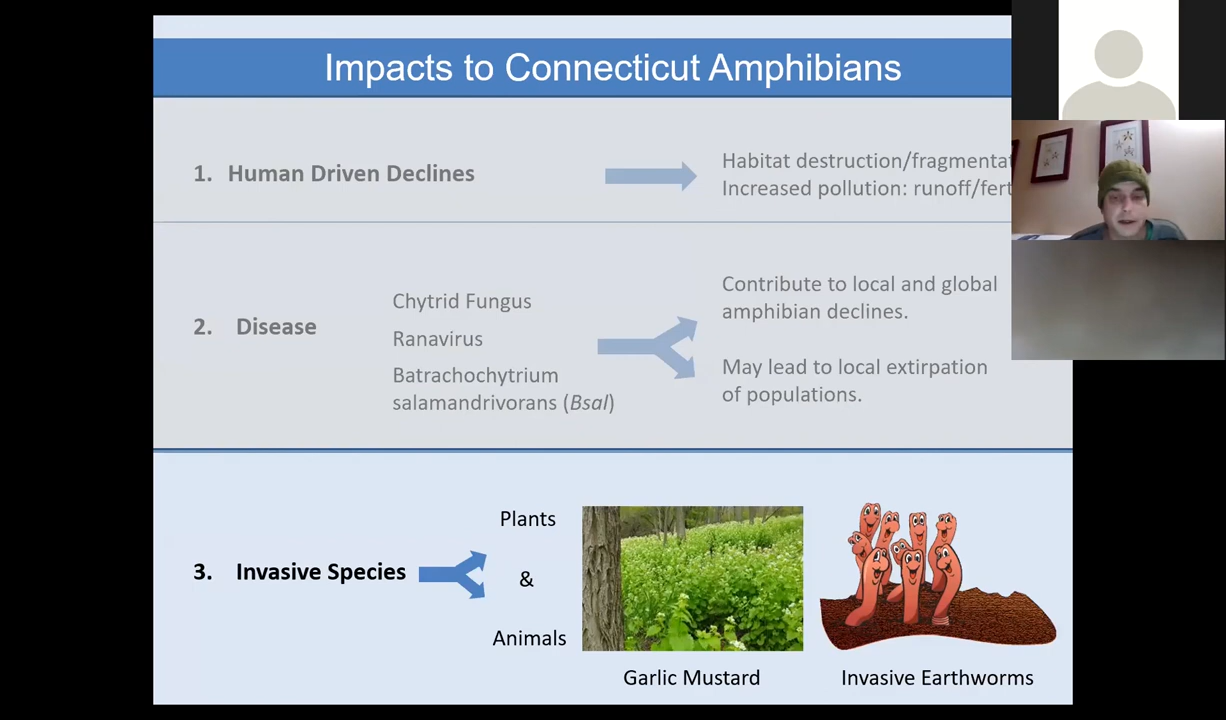 Impacts to Connecticut Amphibians
1. Human Driven Declines
Habitat destruction/fragmentat
Increased pollution: runoff/fert
2. Disease
Chytrid Fungus
Ranavirus
Batrachochytrium
salamandrivorans (Bsal)
Contribute to local and global
amphibian declines.
May lead to local extirpation
of populations.
3. Invasive Species
Plants
&
Animals
Garlic Mustard
Invasive Earthworms